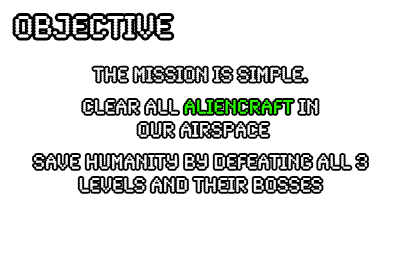 OBJECTIVE
THE MISSION IS SIMPLE.
CLEAR ALL ALIENCRAFT IN
OUR AIRSPACE
SAVE HUMANITY BY DEFEATING ALL 3
LEVELS AND THEIR BOSSES